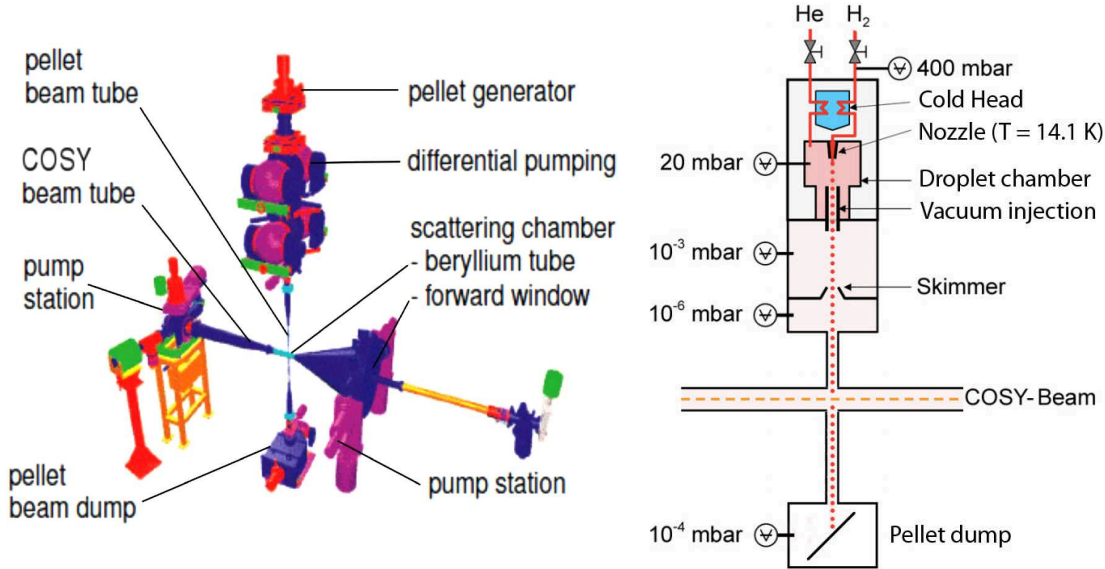 pellet
beam tube
COSY
beam tube
pump
station
pellet
beam dump
pellet generator
differential pumping
scattering chamber
- beryllium tube
- forward window
pump station
He
H2
400 mbar
Cold Head
Nozzle (T = 14.1 K)
20 mbar
Droplet chamber
Vacuum injection
10-3 mbar
Skimmer
10-6 mbar
COSY-Beam
10-4 mbar
Pellet dump